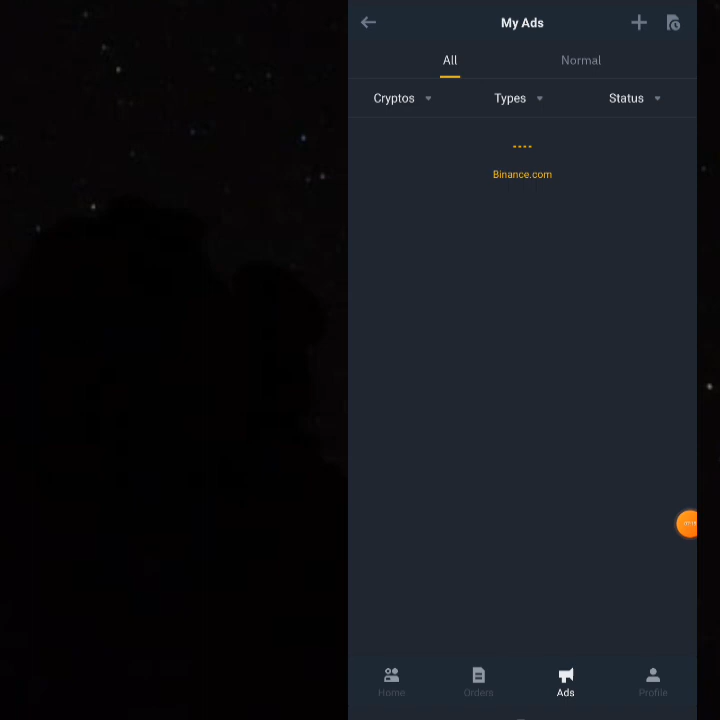 My Ads
All Normal
Cryptos Types Status
Binance.com
Home Orders Ads Profile